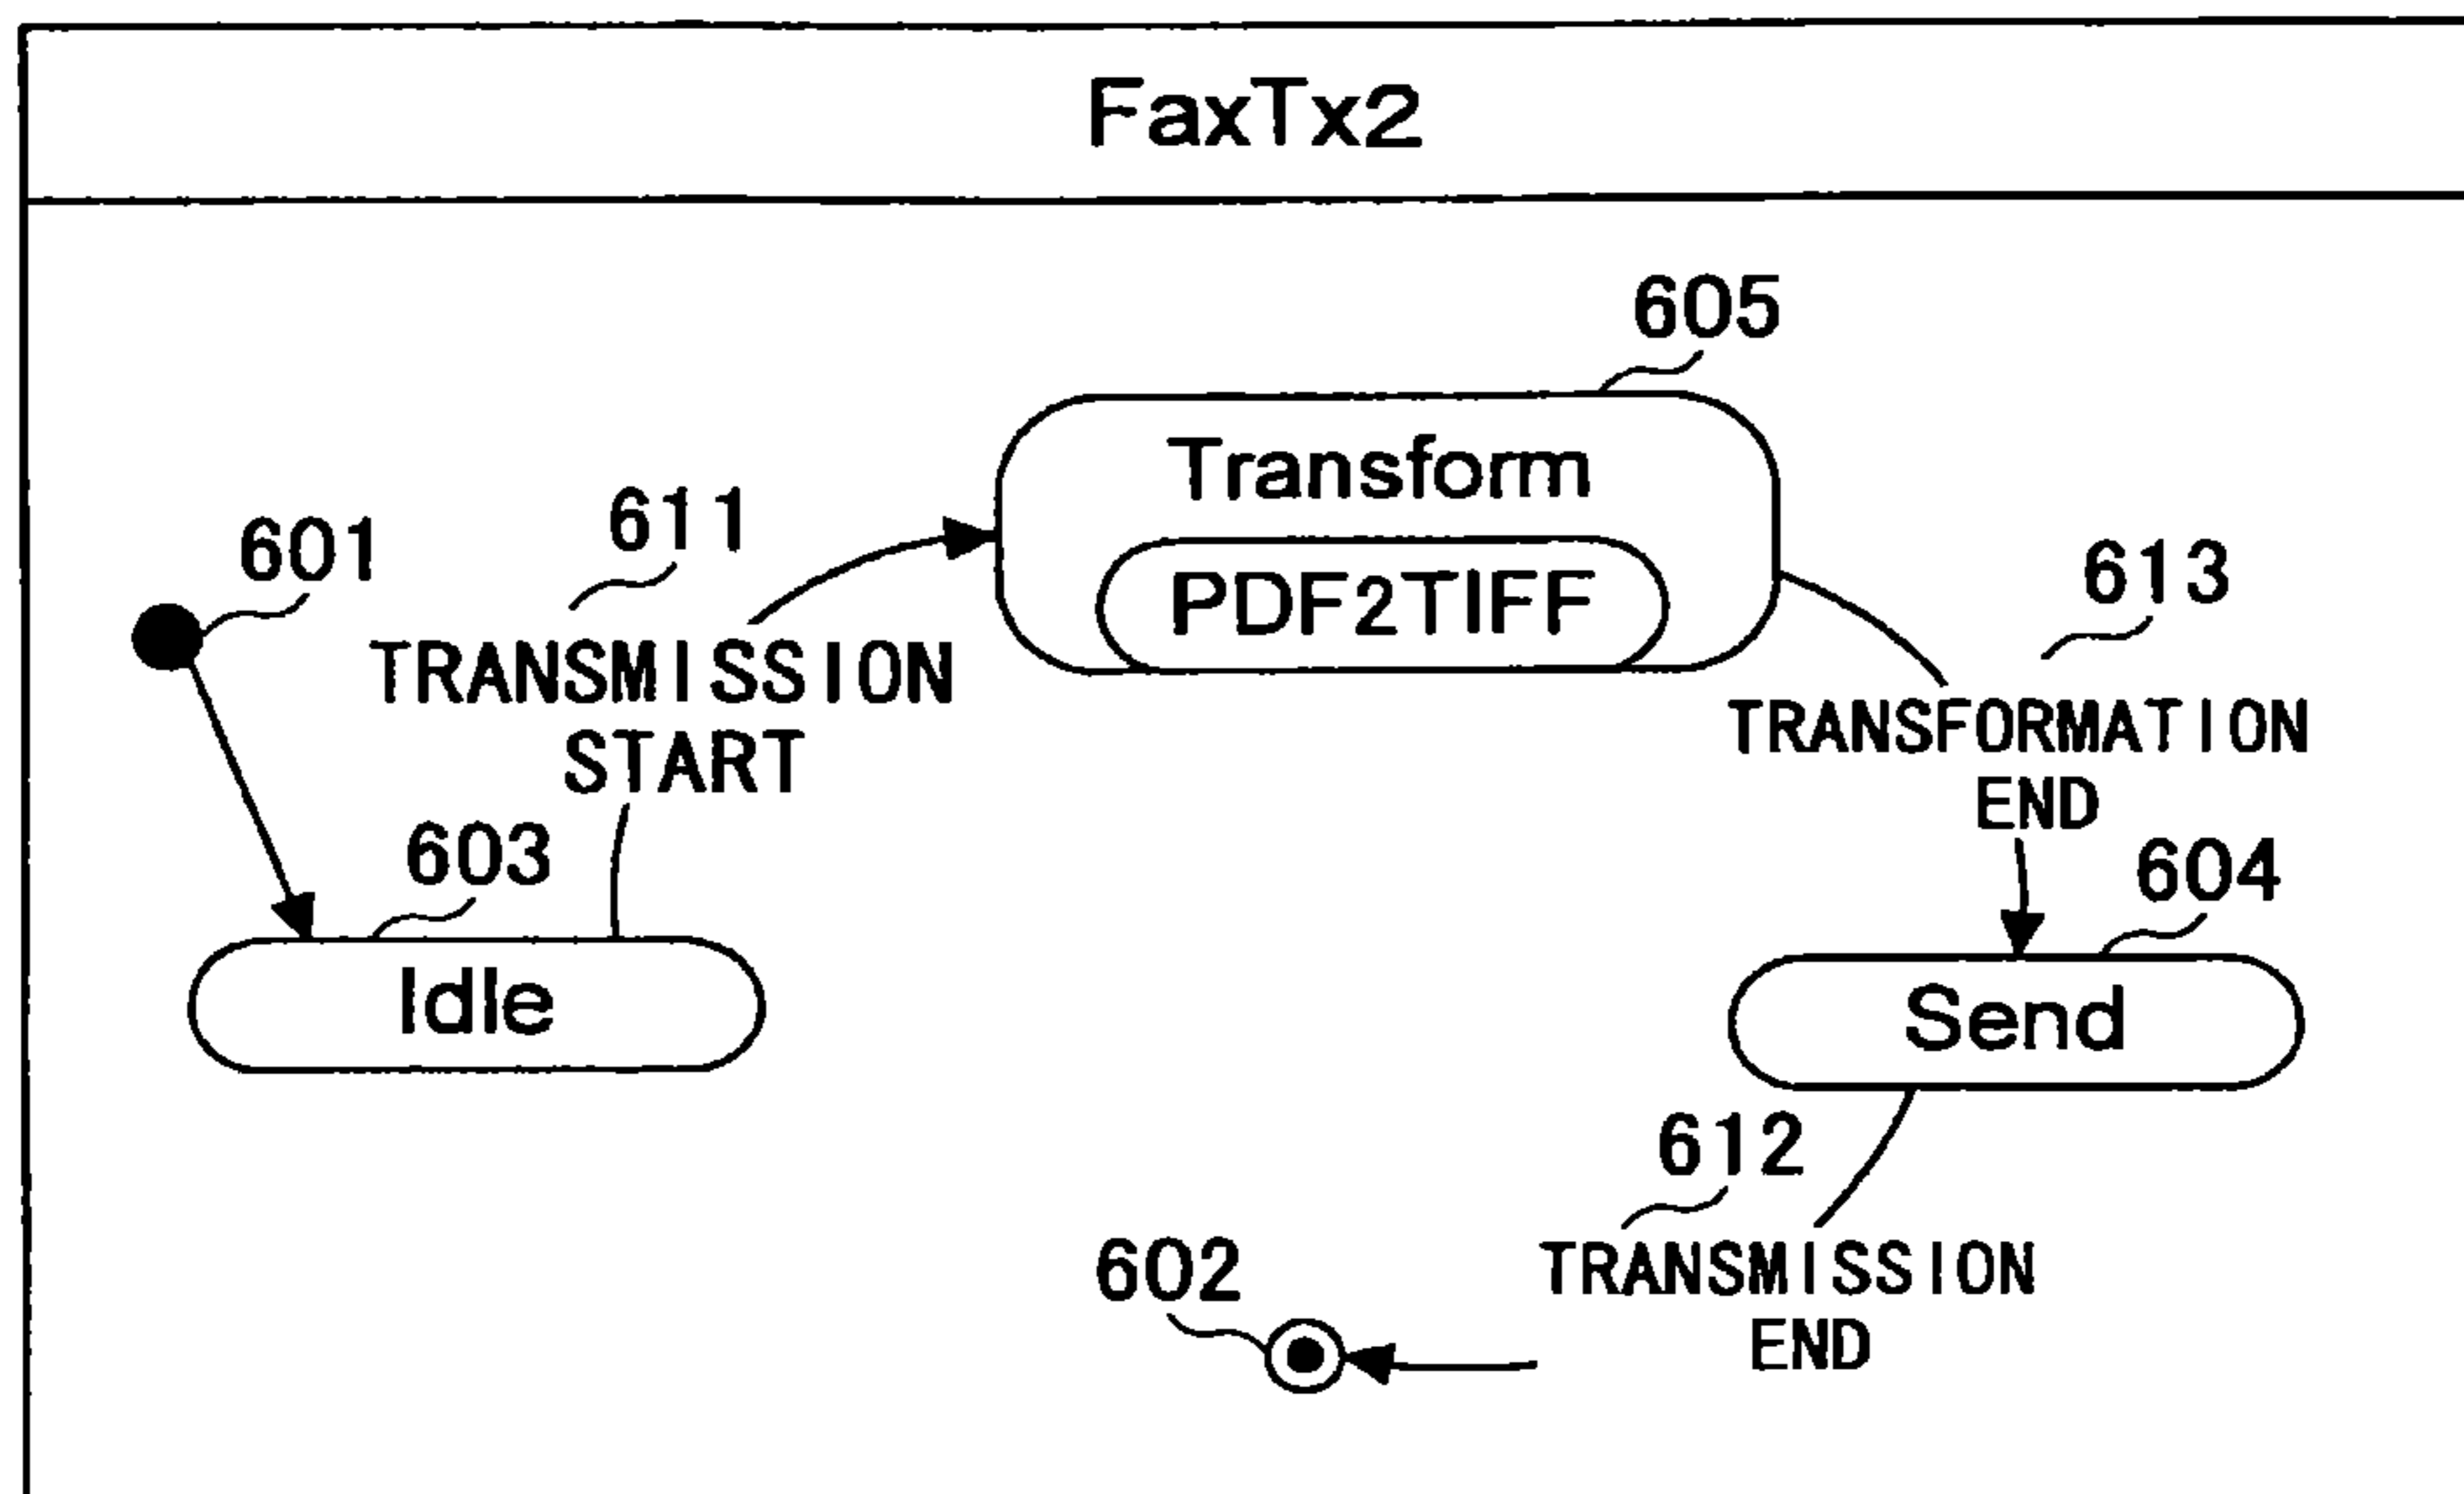 FaxTx2
605
Transform
PDF2TIFF
601
611
TRANSMISSION
START
613
TRANSFORMATION
END
603
Idle
604
Send
612
TRANSMISSION
END
602